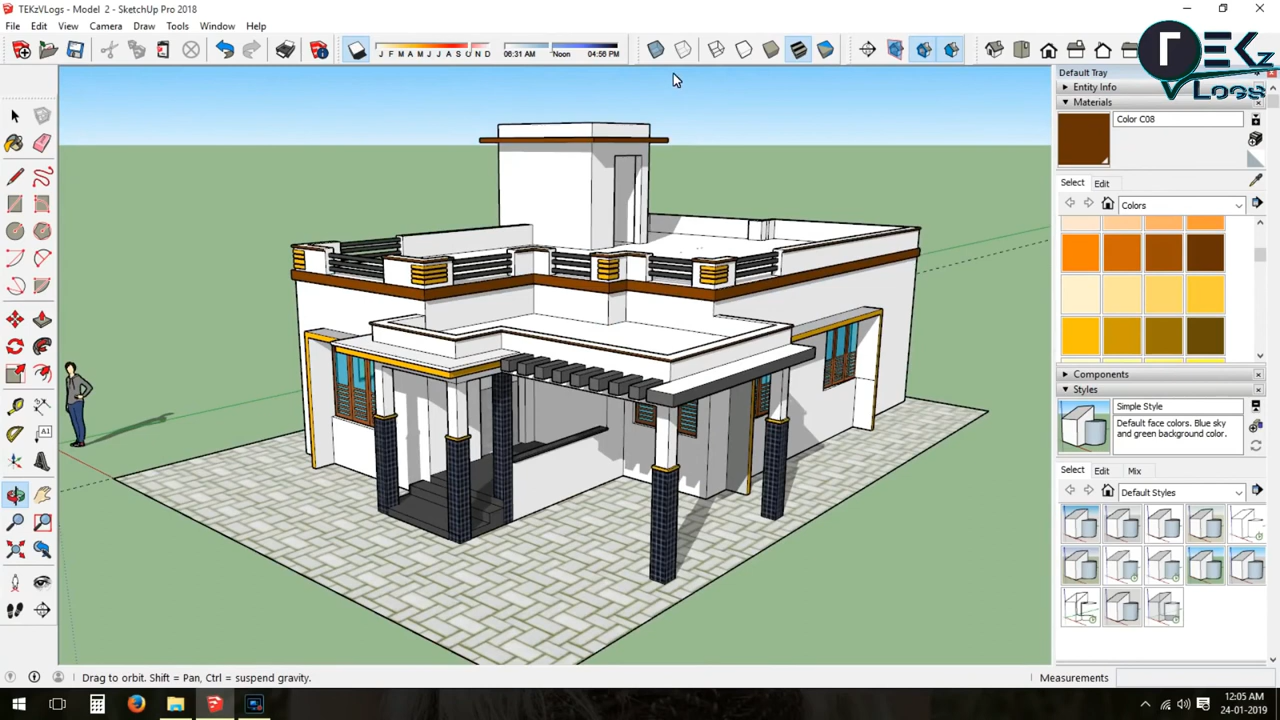 TEKzVLogs - Model 2 - SketchUp Pro 2018
File Edit View Camera Draw Tools Window Help
J F M A M J J A S O N D
06:31 AM Noon 04:56 PM
TEKz
VLogs
Default Tray
Entity Info
Materials
Color C08
Select Edit
Colors
Components
Styles
Simple Style
Default face colors. Blue sky
and green background color.
Select Edit Mix
Default Styles
A1
Drag to orbit. Shift = Pan, Ctrl = suspend gravity.
Measurements
12:05 AM
24-01-2019